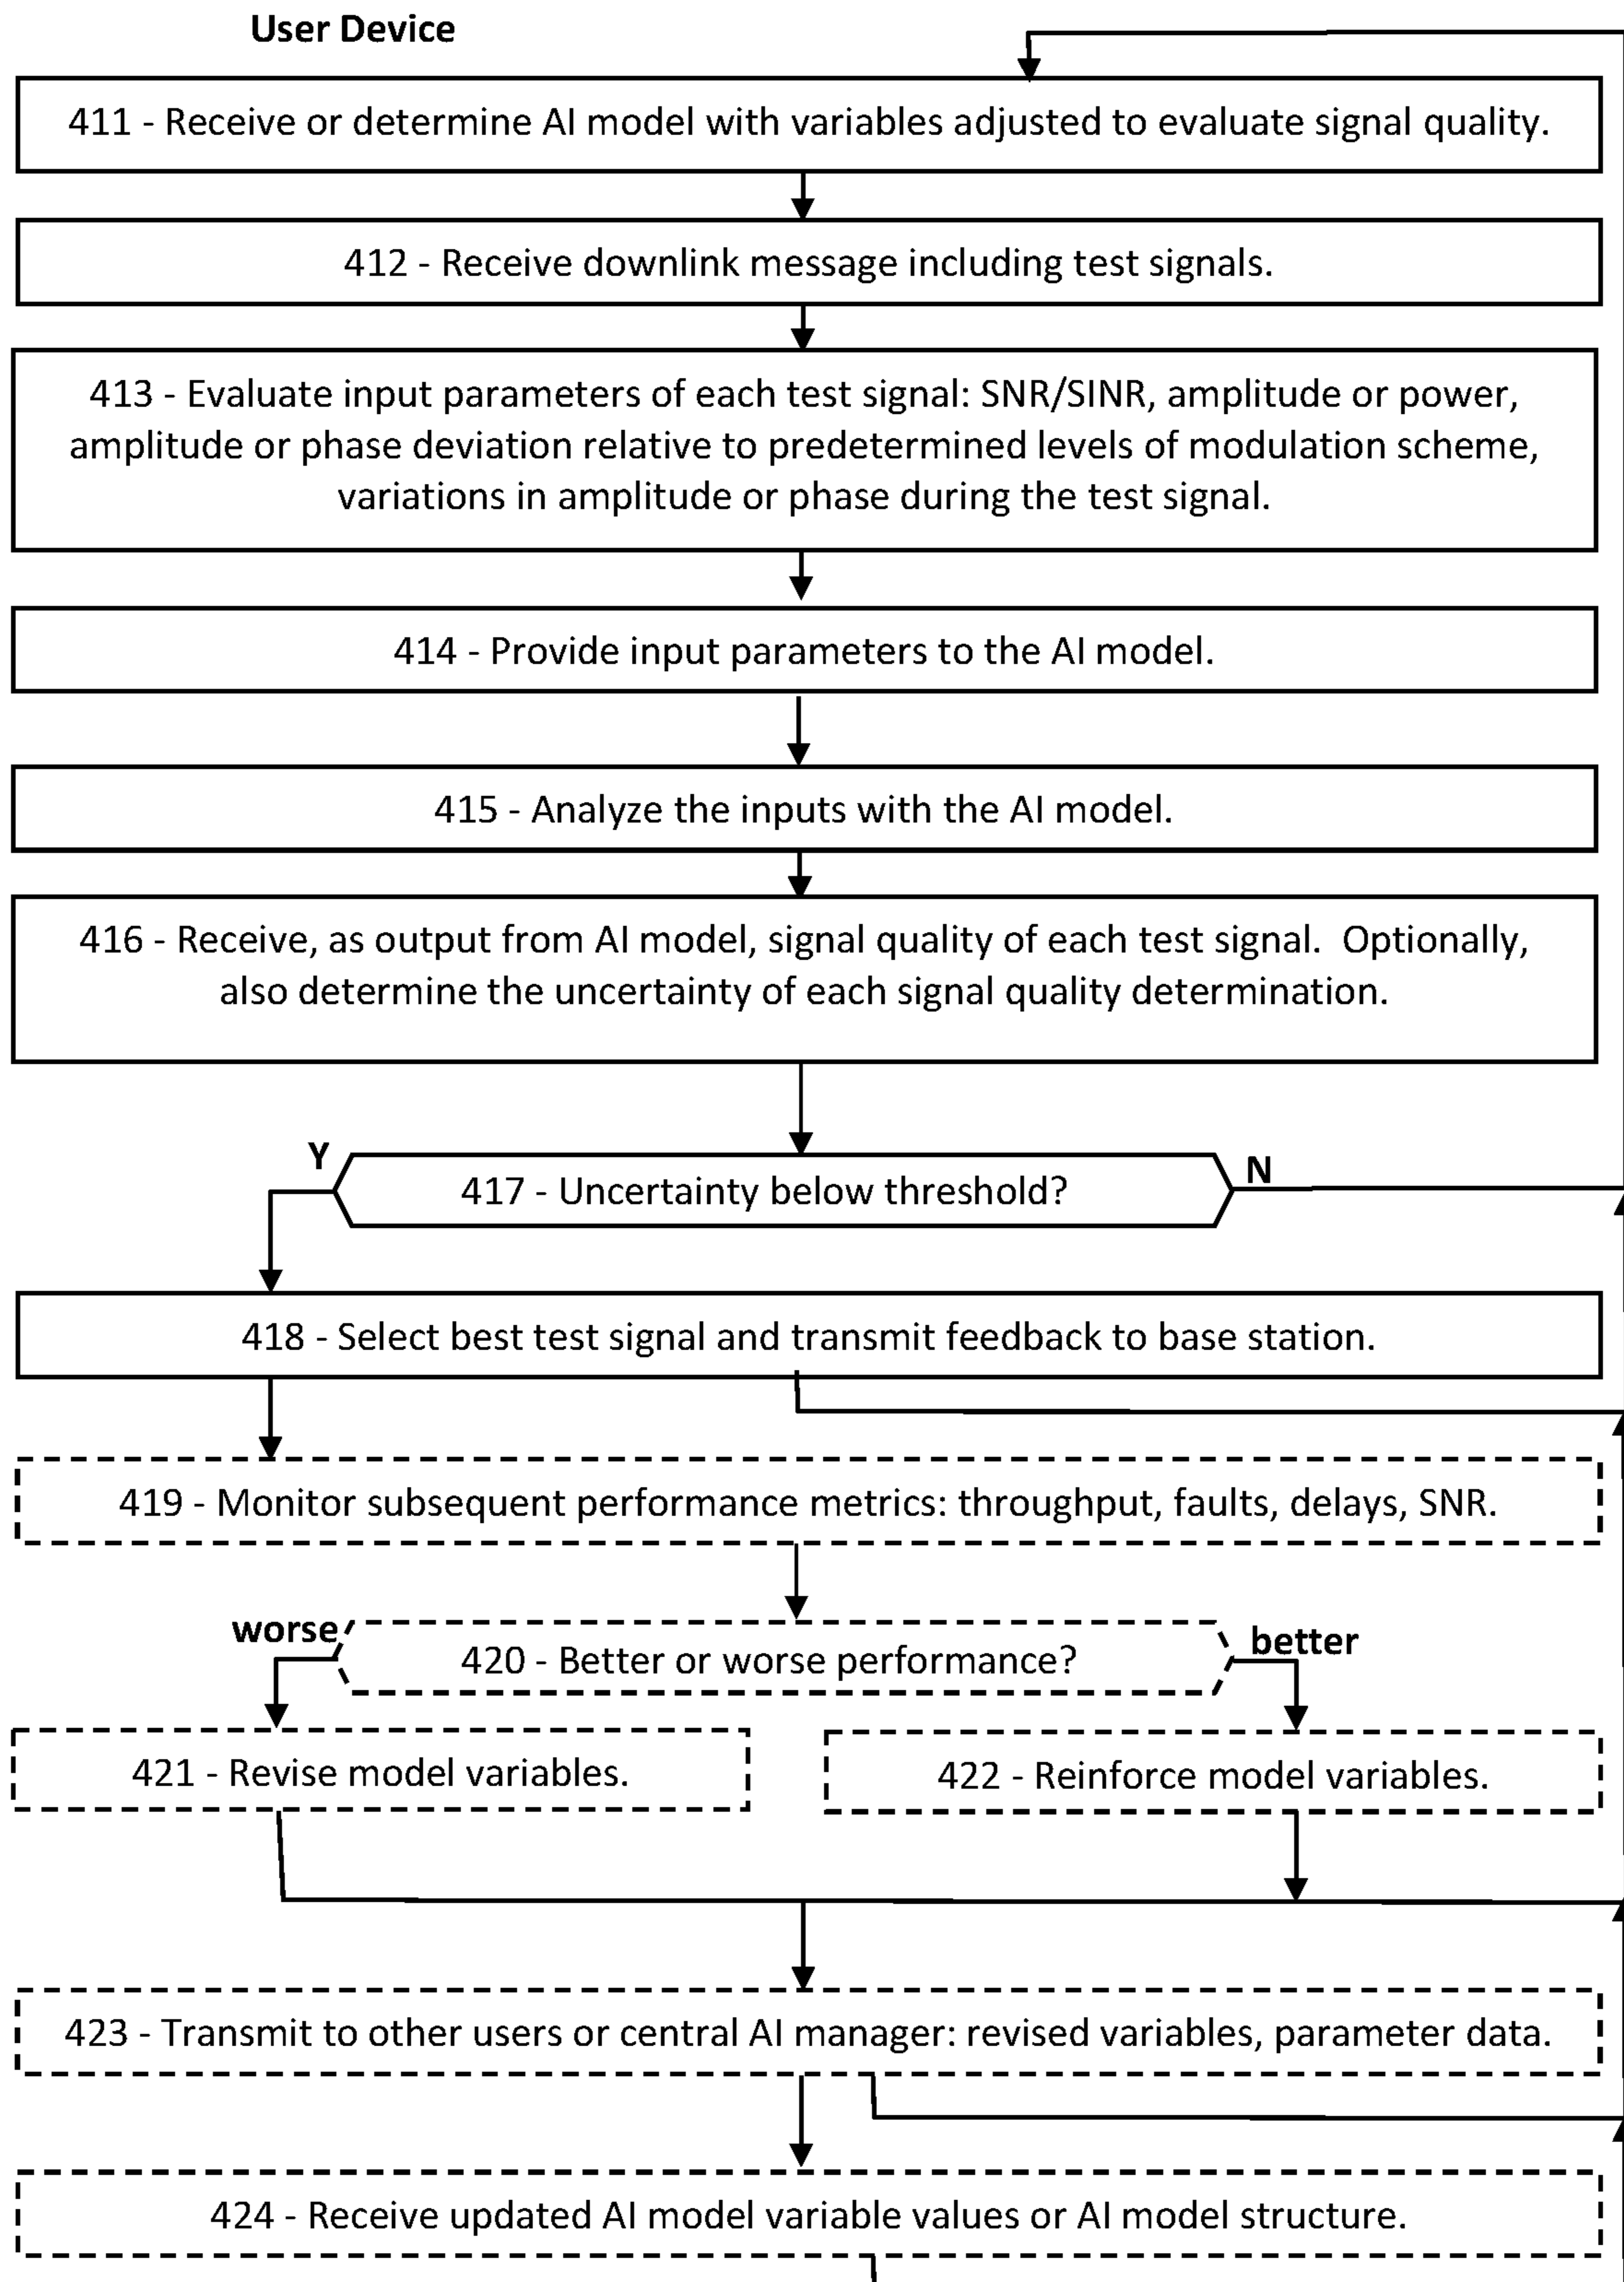 User Device
411 - Receive or determine AI model with variables adjusted to evaluate signal quality.
412 - Receive downlink message including test signals.
413 - Evaluate input parameters of each test signal: SNR/SINR, amplitude or power,
amplitude or phase deviation relative to predetermined levels of modulation scheme,
variations in amplitude or phase during the test signal.
414 - Provide input parameters to the AI model.
415 - Analyze the inputs with the AI model.
416 - Receive, as output from AI model, signal quality of each test signal.  Optionally,
also determine the uncertainty of each signal quality determination.
Y
417 - Uncertainty below threshold?
N
418 - Select best test signal and transmit feedback to base station.
419 - Monitor subsequent performance metrics: throughput, faults, delays, SNR.
worse
420 - Better or worse performance?
better
421 - Revise model variables.
422 - Reinforce model variables.
423 - Transmit to other users or central AI manager: revised variables, parameter data.
424 - Receive updated AI model variable values or AI model structure.